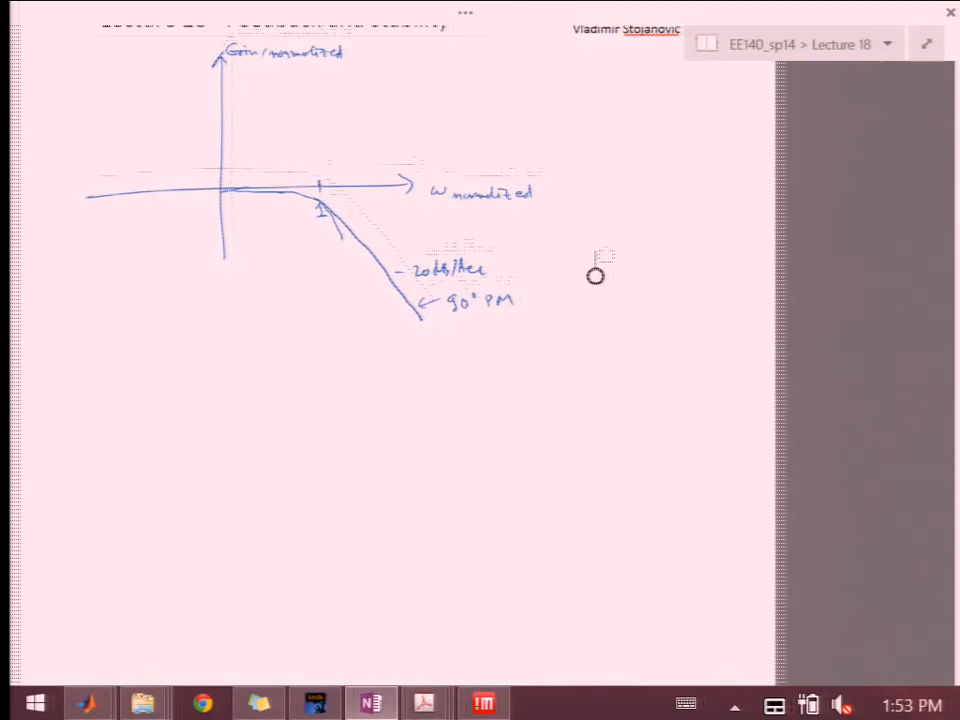 Vladimir Stojanovic
EE140_sp14 > Lecture 18
Gain/normalized
ω normalized
1
-20db/dec
90° PM
1:53 PM